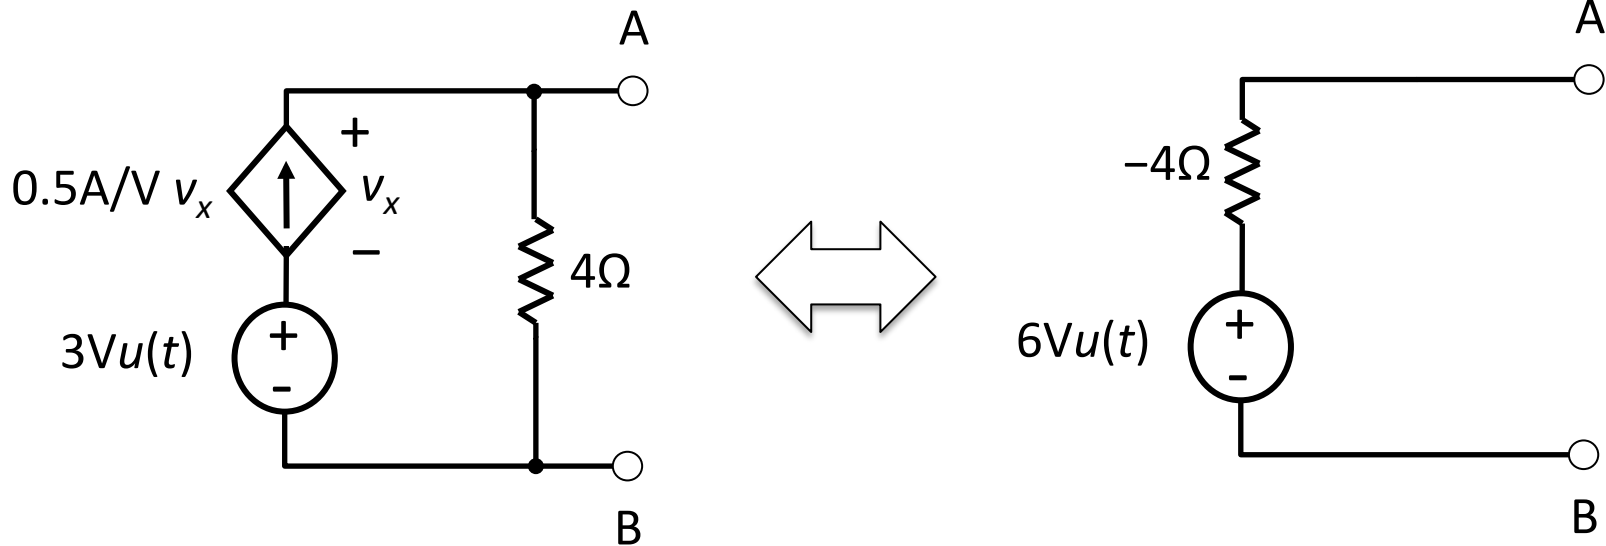 A
+
0.5A/V vₓ
vₓ
−
4Ω
3Vu(t)
+
-
B
A
−4Ω
6Vu(t)
+
-
B